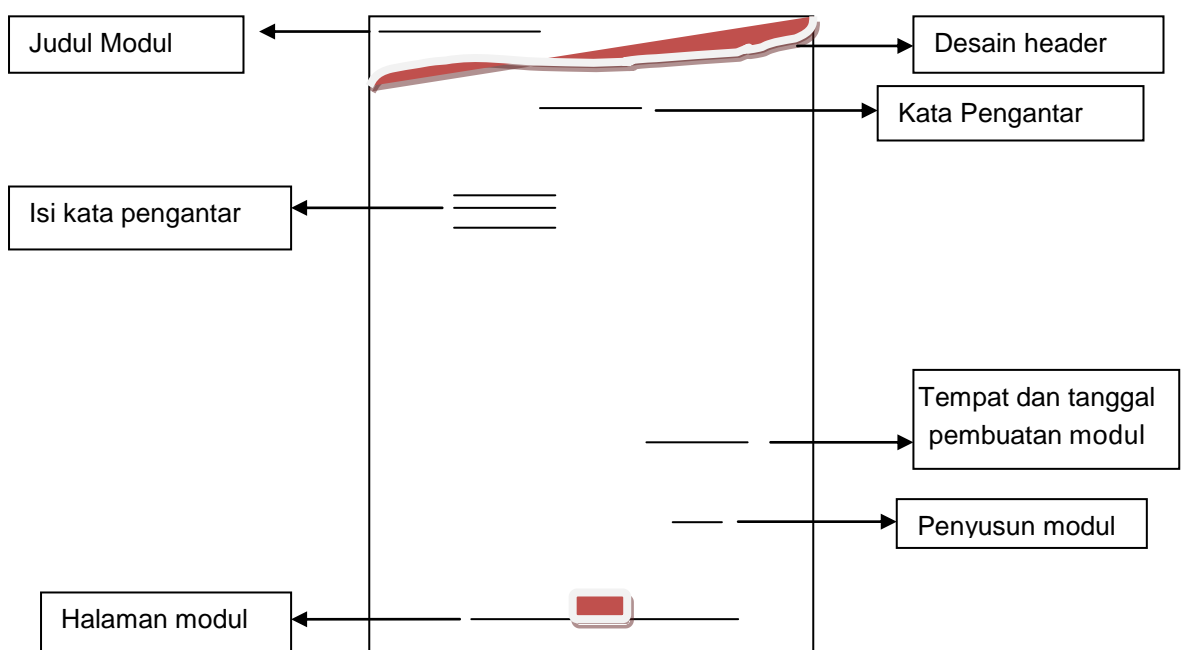 Judul Modul
Desain header
Kata Pengantar
Isi kata pengantar
Tempat dan tanggal
pembuatan modul
Penyusun modul
Halaman modul